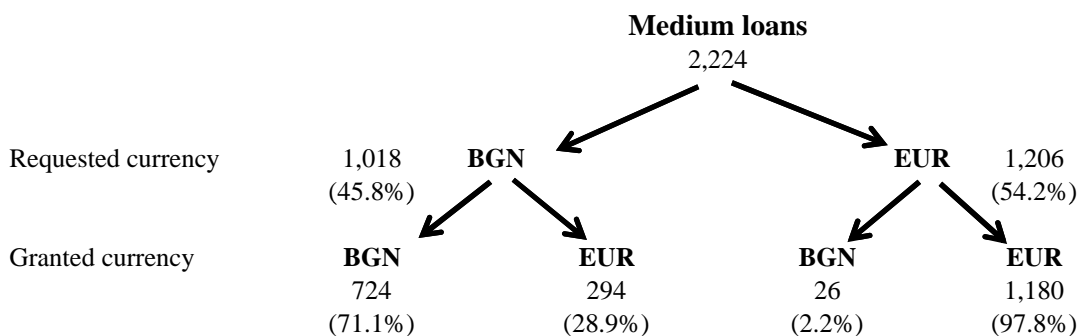 Medium loans
2,224
Requested currency 1,018 BGN EUR 1,206
(45.8%) (54.2%)
Granted currency BGN EUR BGN EUR
724 294 26 1,180
(71.1%) (28.9%) (2.2%) (97.8%)